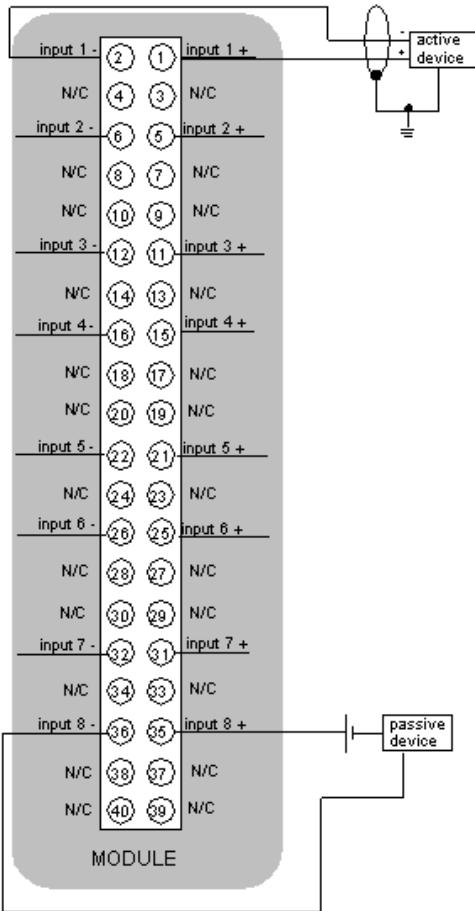 input 1 - 2 1 input 1 + - active
+ device
N/C 4 3 N/C
input 2 - 6 5 input 2 +
N/C 8 7 N/C
N/C 10 9 N/C
input 3 - 12 11 input 3 +
N/C 14 13 N/C
input 4 - 16 15 input 4 +
N/C 18 17 N/C
N/C 20 19 N/C
input 5 - 22 21 input 5 +
N/C 24 23 N/C
input 6 - 26 25 input 6 +
N/C 28 27 N/C
N/C 30 29 N/C
input 7 - 32 31 input 7 +
N/C 34 33 N/C
input 8 - 36 35 input 8 + passive
device
N/C 38 37 N/C
N/C 40 39 N/C
MODULE